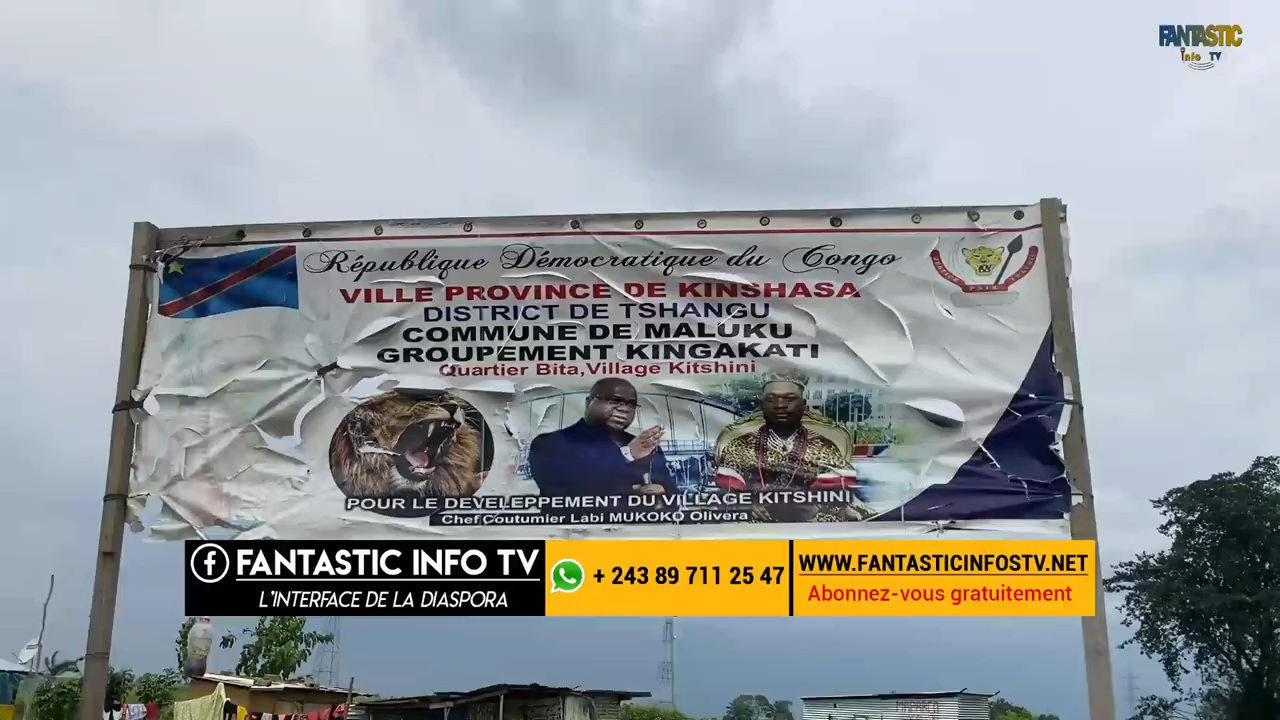 FANTASTIC
info TV
République Démocratique du Congo
VILLE PROVINCE DE KINSHASA
DISTRICT DE TSHANGU
COMMUNE DE MALUKU
GROUPEMENT KINGAKATI
Quartier Bita,Village Kitshini
POUR LE DEVELEPPEMENT DU VILLAGE KITSHINI
Chef Coutumier Labi MUKOKO Olivera
FANTASTIC INFO TV
L'INTERFACE DE LA DIASPORA
+ 243 89 711 25 47
WWW.FANTASTICINFOSTV.NET
Abonnez-vous gratuitement